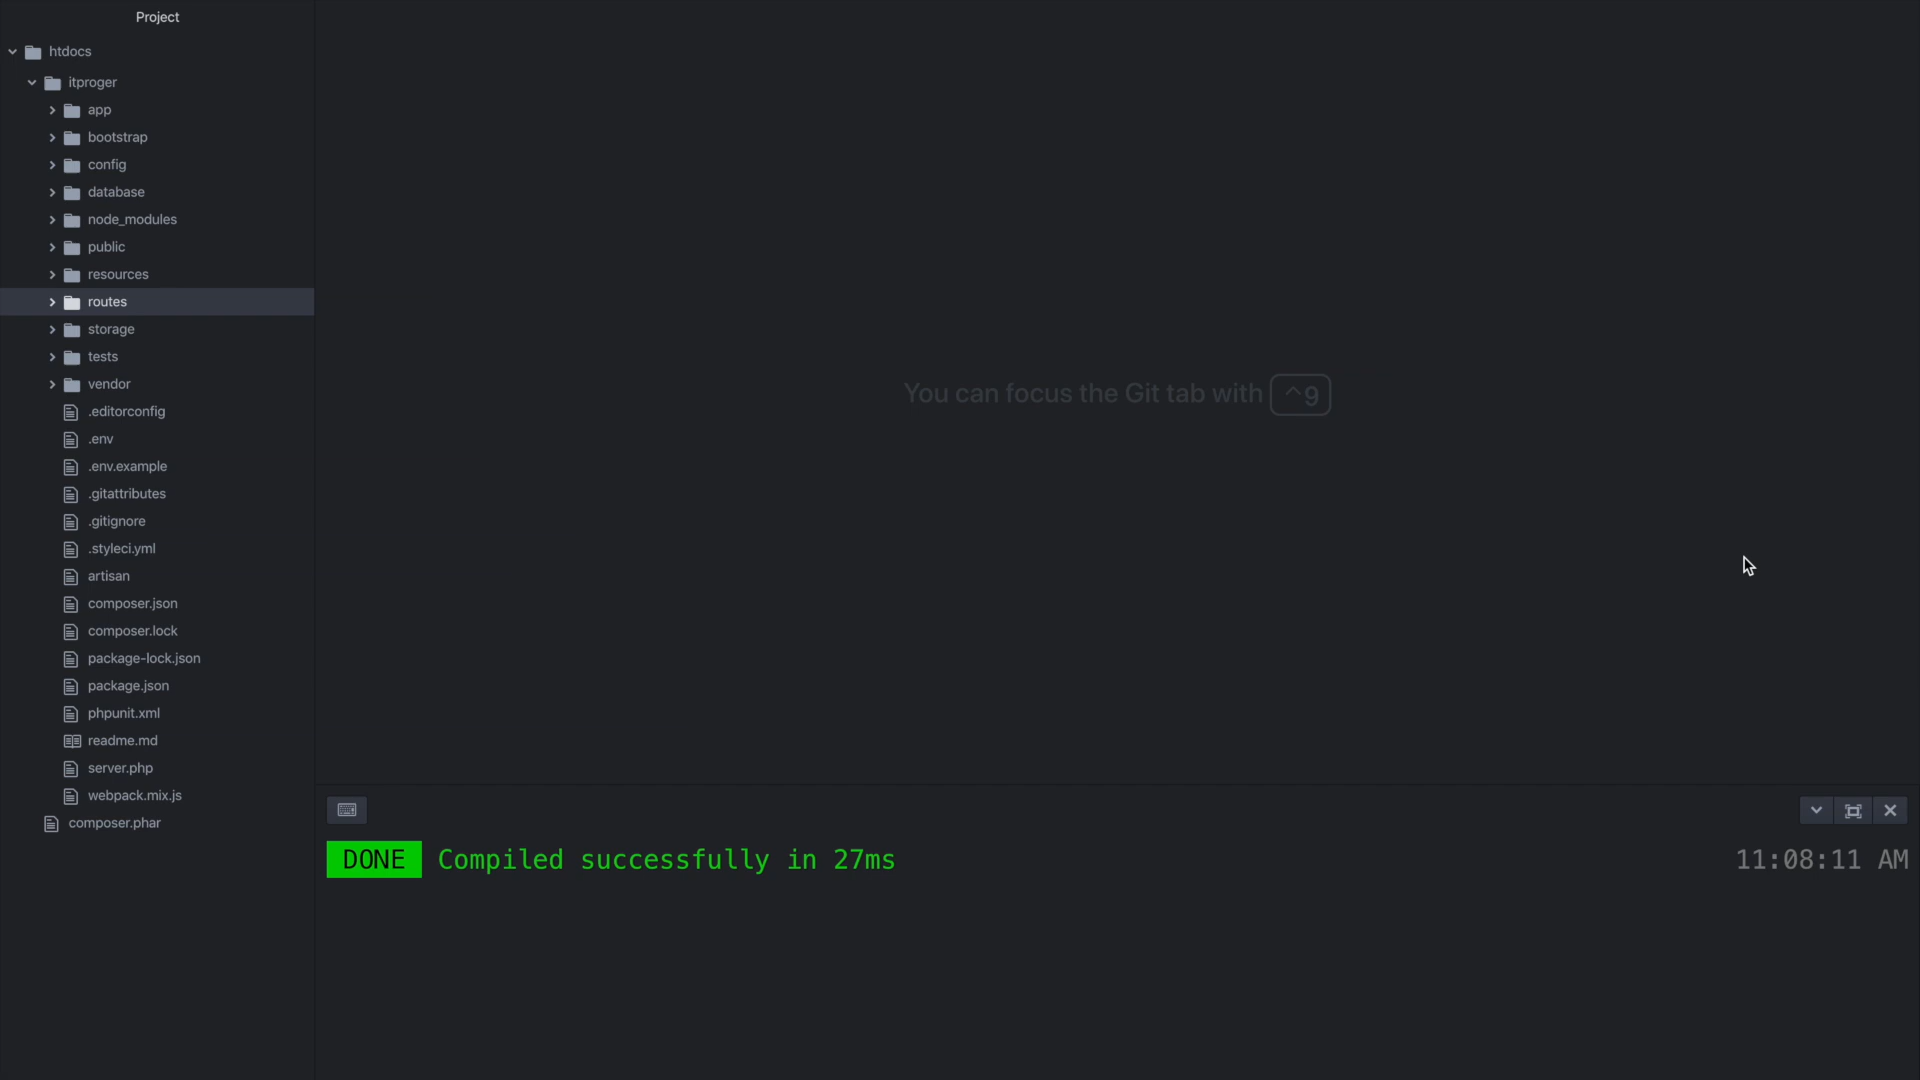 Project
htdocs
itproger
app
bootstrap
config
database
node_modules
public
resources
routes
storage
tests
vendor
.editorconfig
.env
.env.example
.gitattributes
.gitignore
.styleci.yml
artisan
composer.json
composer.lock
package-lock.json
package.json
phpunit.xml
readme.md
server.php
webpack.mix.js
composer.phar
You can focus the Git tab with ^9
DONE Compiled successfully in 27ms 11:08:11 AM